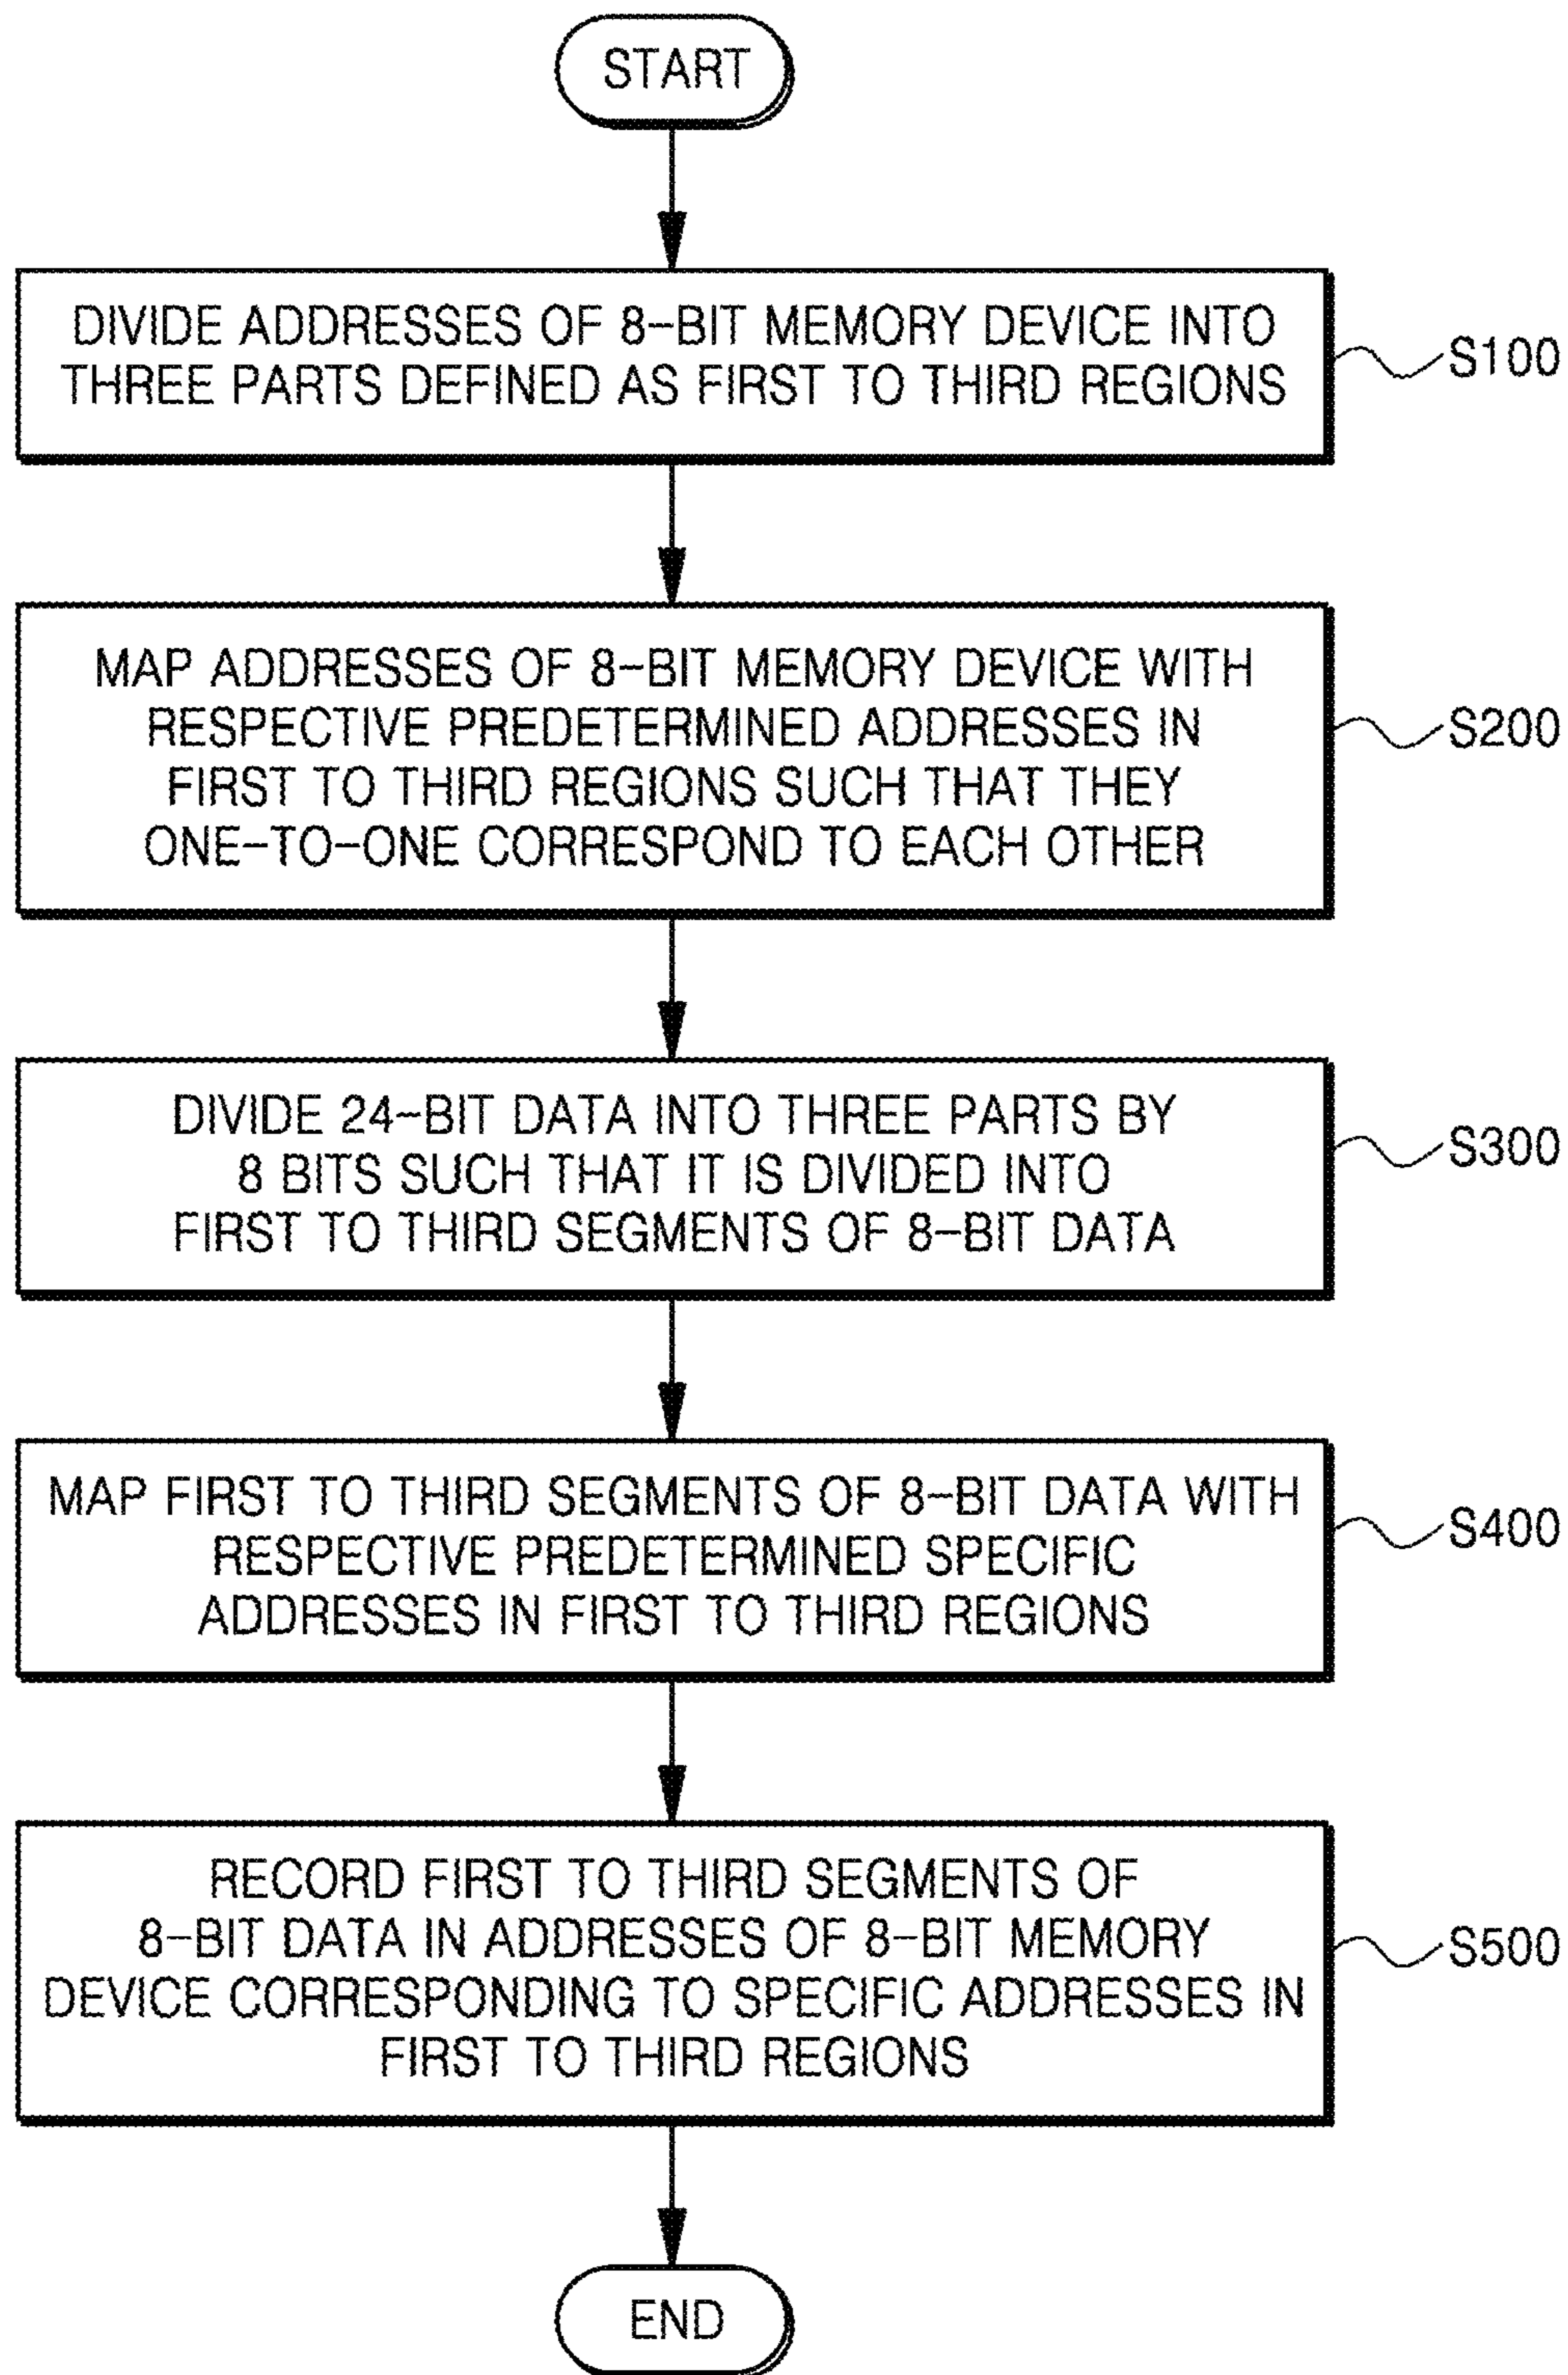 START
DIVIDE ADDRESSES OF 8-BIT MEMORY DEVICE INTO
THREE PARTS DEFINED AS FIRST TO THIRD REGIONS
S100
MAP ADDRESSES OF 8-BIT MEMORY DEVICE WITH
RESPECTIVE PREDETERMINED ADDRESSES IN
FIRST TO THIRD REGIONS SUCH THAT THEY
ONE-TO-ONE CORRESPOND TO EACH OTHER
S200
DIVIDE 24-BIT DATA INTO THREE PARTS BY
8 BITS SUCH THAT IT IS DIVIDED INTO
FIRST TO THIRD SEGMENTS OF 8-BIT DATA
S300
MAP FIRST TO THIRD SEGMENTS OF 8-BIT DATA WITH
RESPECTIVE PREDETERMINED SPECIFIC
ADDRESSES IN FIRST TO THIRD REGIONS
S400
RECORD FIRST TO THIRD SEGMENTS OF
8-BIT DATA IN ADDRESSES OF 8-BIT MEMORY
DEVICE CORRESPONDING TO SPECIFIC ADDRESSES IN
FIRST TO THIRD REGIONS
S500
END